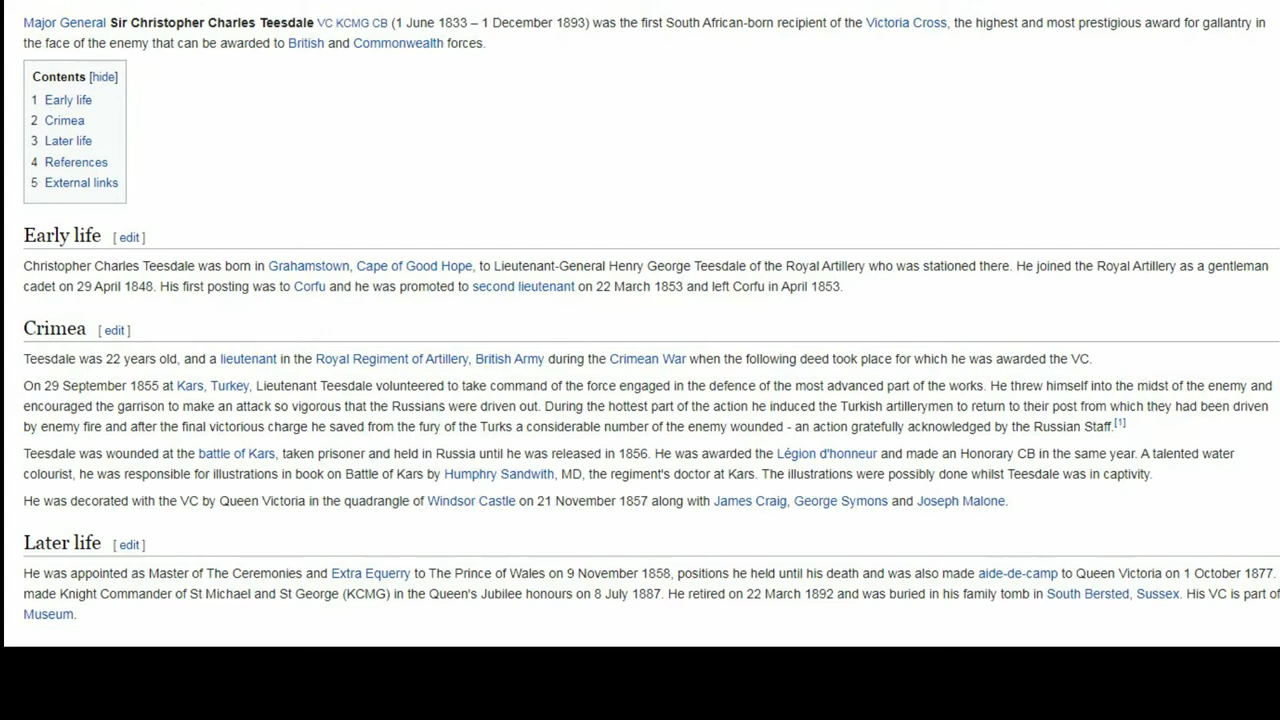 Major General Sir Christopher Charles Teesdale VC KCMG CB (1 June 1833 – 1 December 1893) was the first South African-born recipient of the Victoria Cross, the highest and most prestigious award for gallantry in
the face of the enemy that can be awarded to British and Commonwealth forces.
Contents [hide]
1 Early life
2 Crimea
3 Later life
4 References
5 External links
Early life [ edit ]
Christopher Charles Teesdale was born in Grahamstown, Cape of Good Hope, to Lieutenant-General Henry George Teesdale of the Royal Artillery who was stationed there. He joined the Royal Artillery as a gentleman
cadet on 29 April 1848. His first posting was to Corfu and he was promoted to second lieutenant on 22 March 1853 and left Corfu in April 1853.
Crimea [ edit ]
Teesdale was 22 years old, and a lieutenant in the Royal Regiment of Artillery, British Army during the Crimean War when the following deed took place for which he was awarded the VC.
On 29 September 1855 at Kars, Turkey, Lieutenant Teesdale volunteered to take command of the force engaged in the defence of the most advanced part of the works. He threw himself into the midst of the enemy and
encouraged the garrison to make an attack so vigorous that the Russians were driven out. During the hottest part of the action he induced the Turkish artillerymen to return to their post from which they had been driven
by enemy fire and after the final victorious charge he saved from the fury of the Turks a considerable number of the enemy wounded - an action gratefully acknowledged by the Russian Staff.[1]
Teesdale was wounded at the battle of Kars, taken prisoner and held in Russia until he was released in 1856. He was awarded the Légion d'honneur and made an Honorary CB in the same year. A talented water
colourist, he was responsible for illustrations in book on Battle of Kars by Humphry Sandwith, MD, the regiment's doctor at Kars. The illustrations were possibly done whilst Teesdale was in captivity.
He was decorated with the VC by Queen Victoria in the quadrangle of Windsor Castle on 21 November 1857 along with James Craig, George Symons and Joseph Malone.
Later life [ edit ]
He was appointed as Master of The Ceremonies and Extra Equerry to The Prince of Wales on 9 November 1858, positions he held until his death and was also made aide-de-camp to Queen Victoria on 1 October 1877.
made Knight Commander of St Michael and St George (KCMG) in the Queen's Jubilee honours on 8 July 1887. He retired on 22 March 1892 and was buried in his family tomb in South Bersted, Sussex. His VC is part of
Museum.